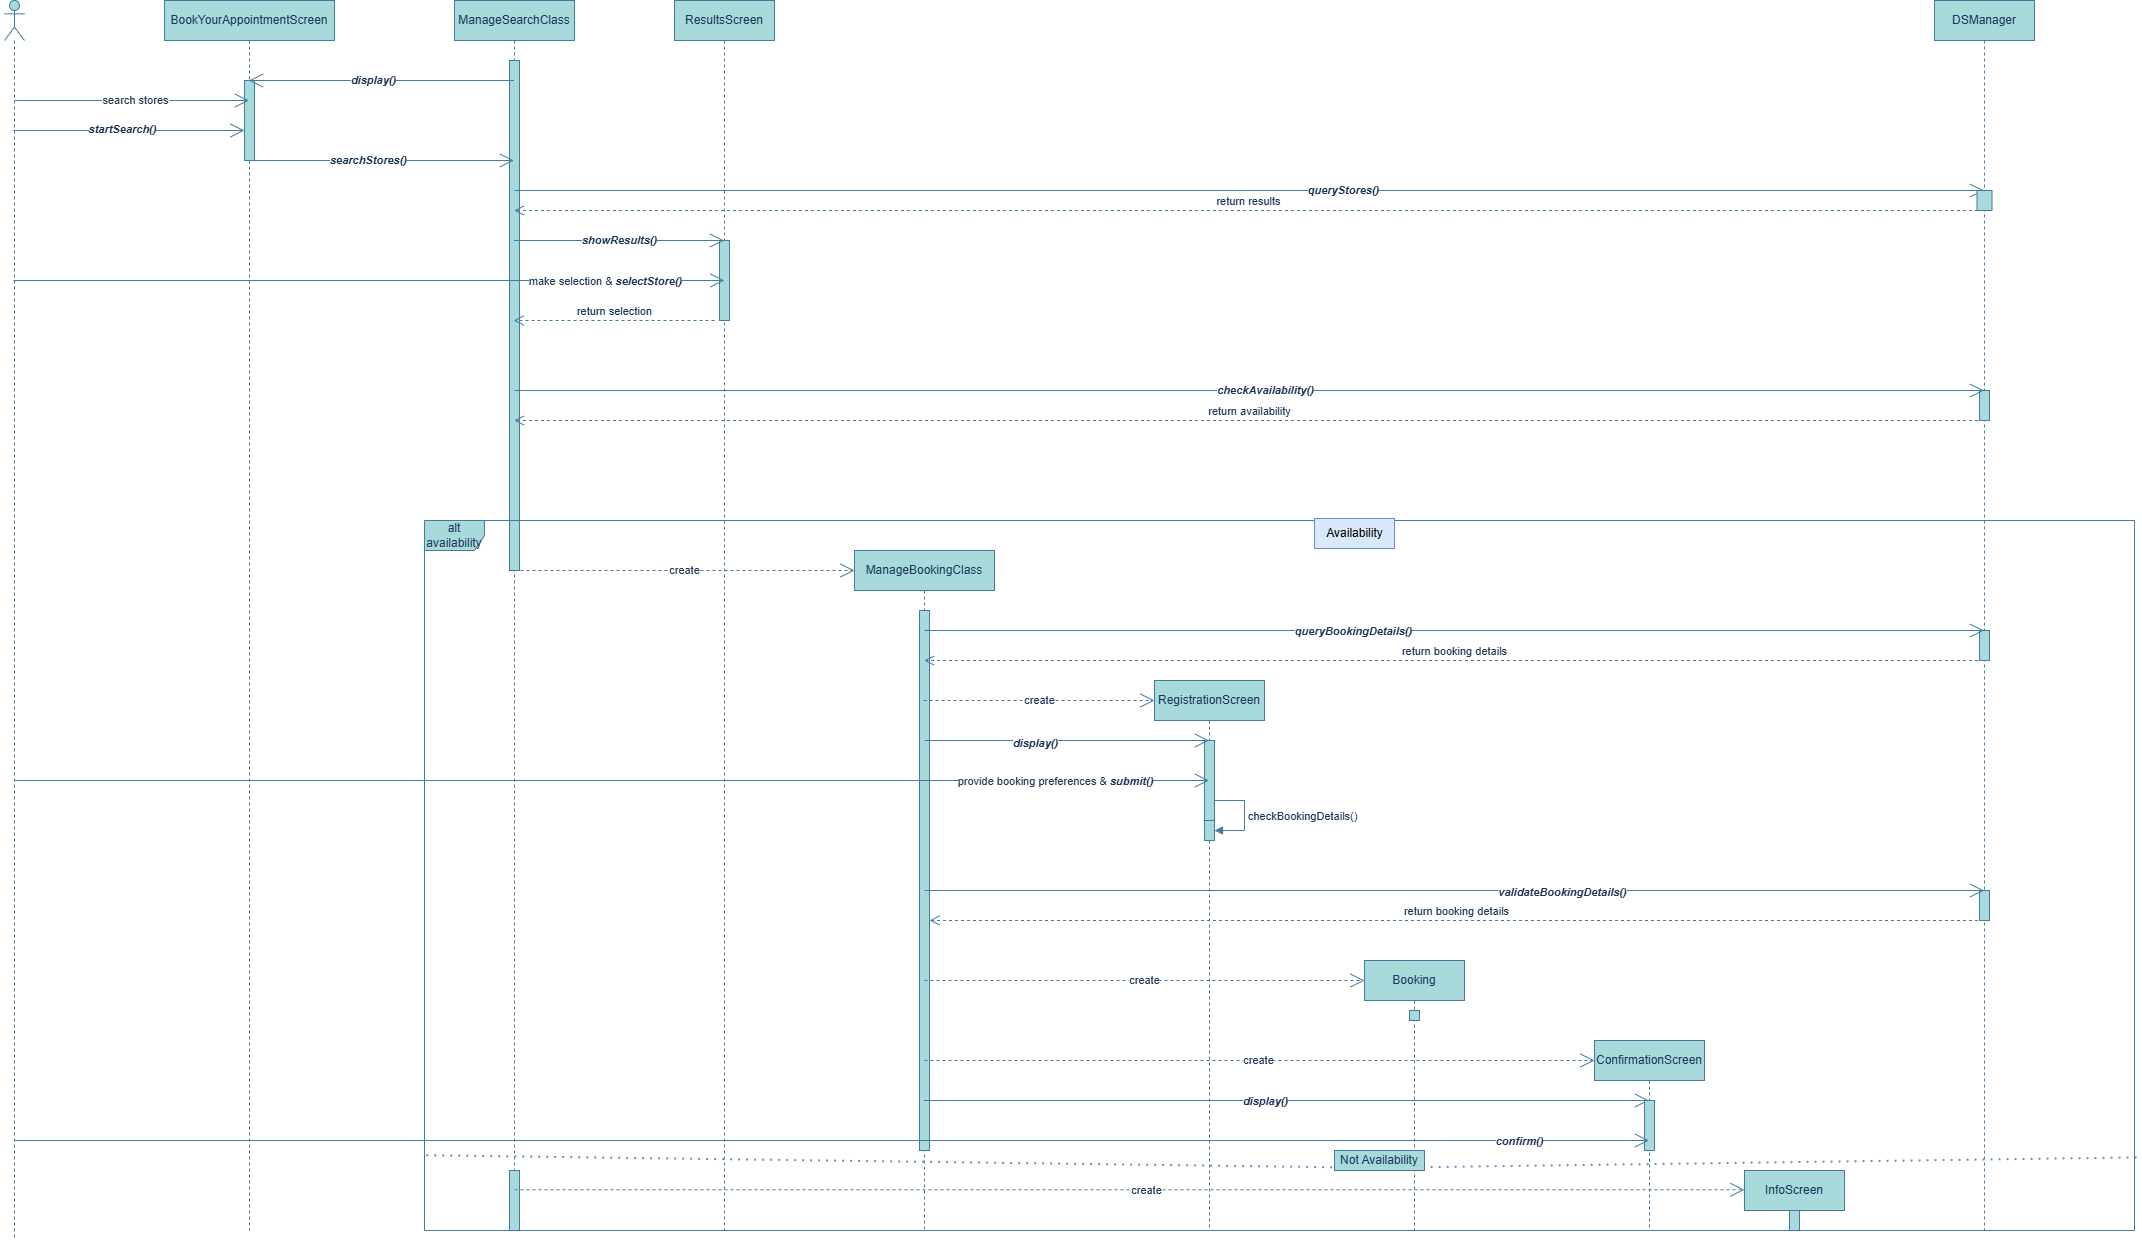 BookYourAppointmentScreen
ManageSearchClass
ResultsScreen
DSManager
display()
search stores
startSearch()
searchStores()
queryStores()
return results
showResults()
make selection & selectStore()
return selection
checkAvailability()
return availability
alt
availability
Availability
create
ManageBookingClass
queryBookingDetails()
return booking details
create
RegistrationScreen
display()
provide booking preferences & submit()
checkBookingDetails()
validateBookingDetails()
return booking details
create
Booking
create
ConfirmationScreen
display()
confirm()
Not Availability
create
InfoScreen